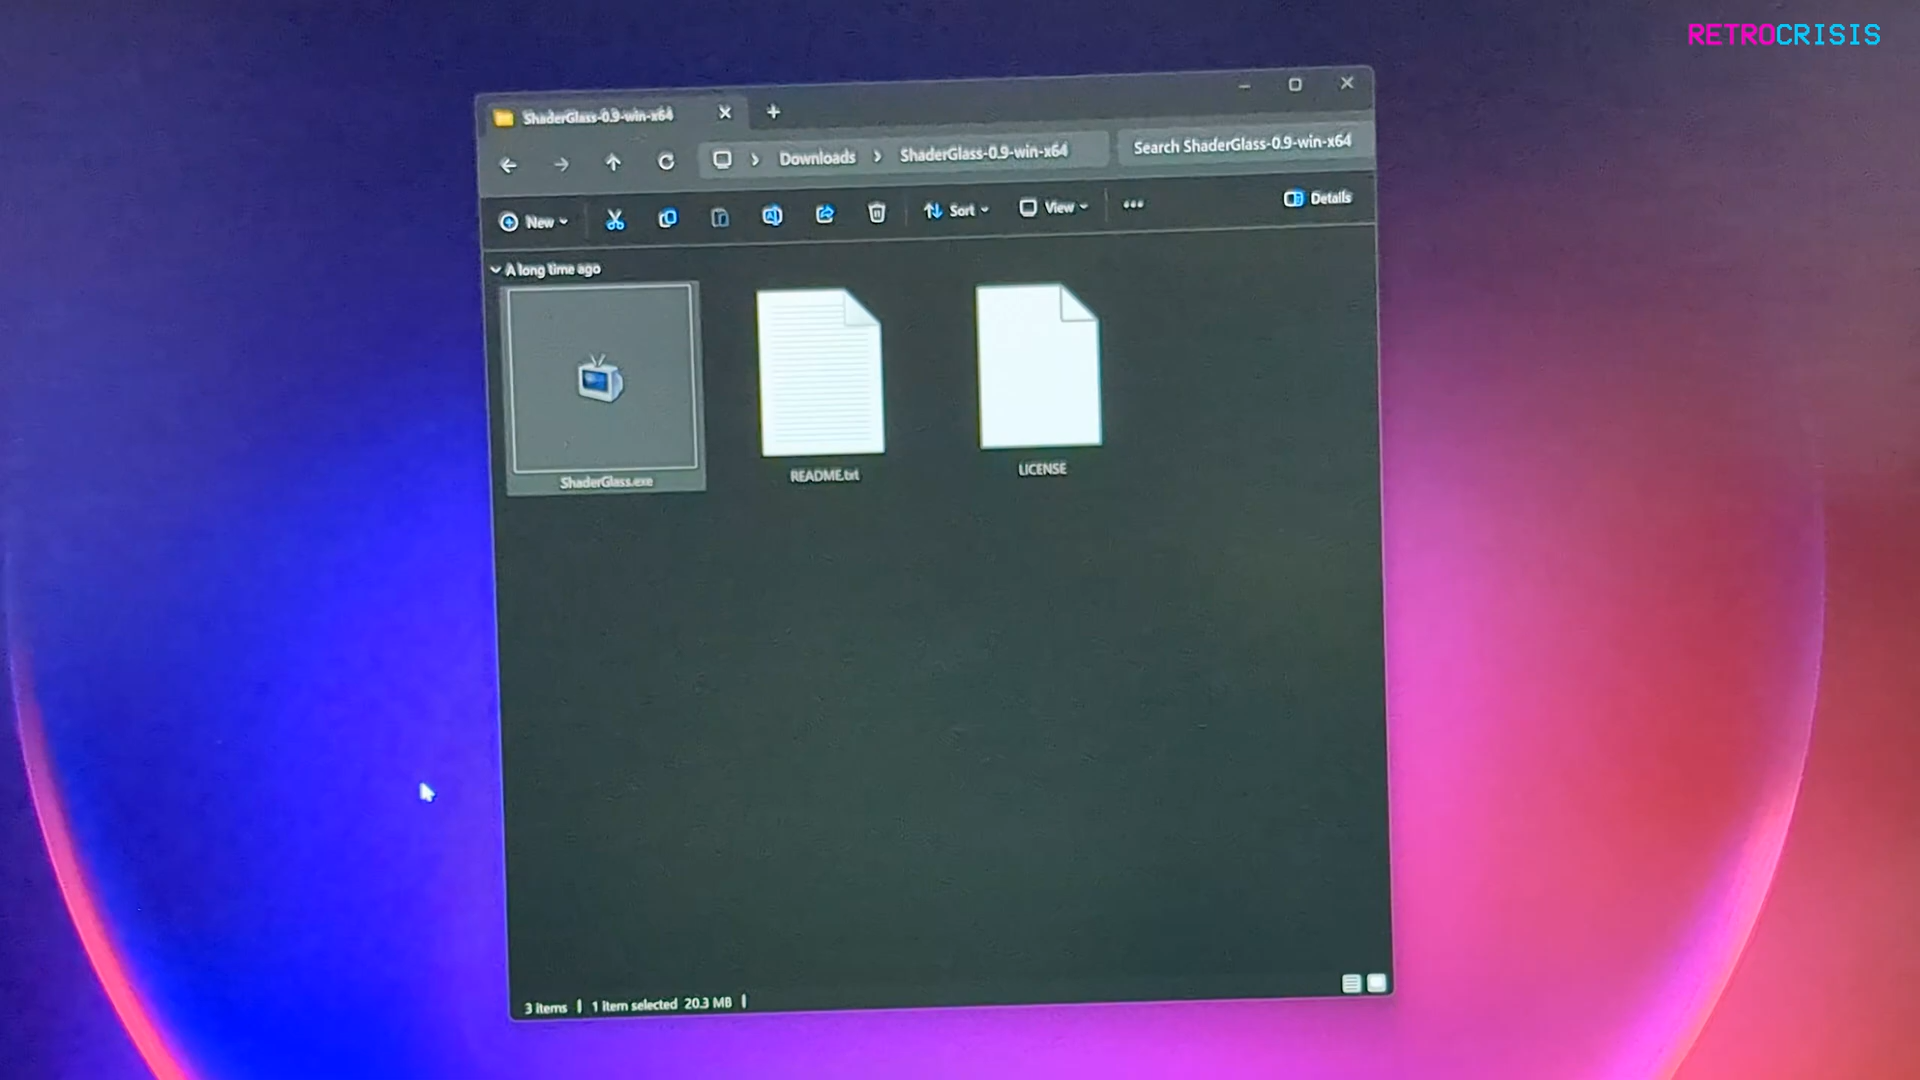 RETROCRISIS
ShaderGlass-0.9-win-x64
Downloads > ShaderGlass-0.9-win-x64
Search ShaderGlass-0.9-win-x64
New
Sort
View
Details
A long time ago
ShaderGlass.exe
README.txt
LICENSE
3 items | 1 item selected 20.3 MB |